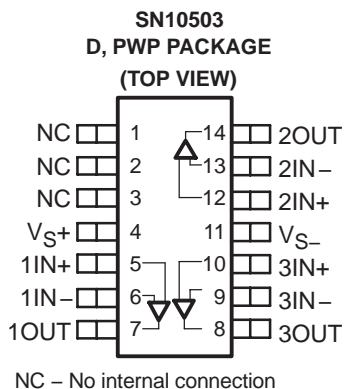 SN10503
D, PWP PACKAGE
(TOP VIEW)
NC 1 14 2OUT
NC 2 13 2IN−
NC 3 12 2IN+
VS+ 4 11 VS−
1IN+ 5 10 3IN+
1IN− 6 9 3IN−
1OUT 7 8 3OUT
NC − No internal connection